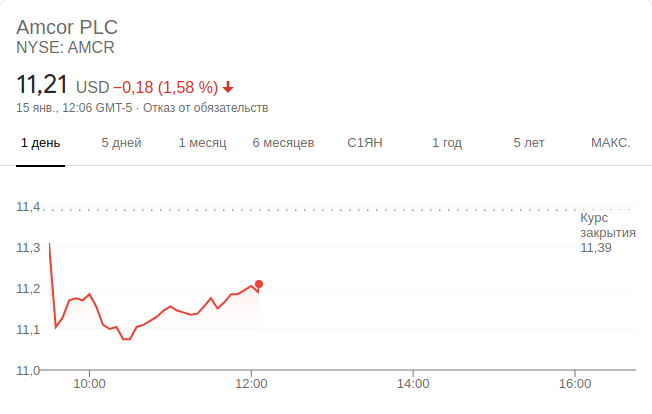 Amcor PLC
NYSE: AMCR
11,21 USD −0,18 (1,58 %)
15 янв., 12:06 GMT-5 · Отказ от обязательств
1 день 5 дней 1 месяц 6 месяцев С1ЯН 1 год 5 лет МАКС.
11,4
Курс
закрытия
11,3
11,39
11,2
11,1
11,0
10:00 12:00 14:00 16:00